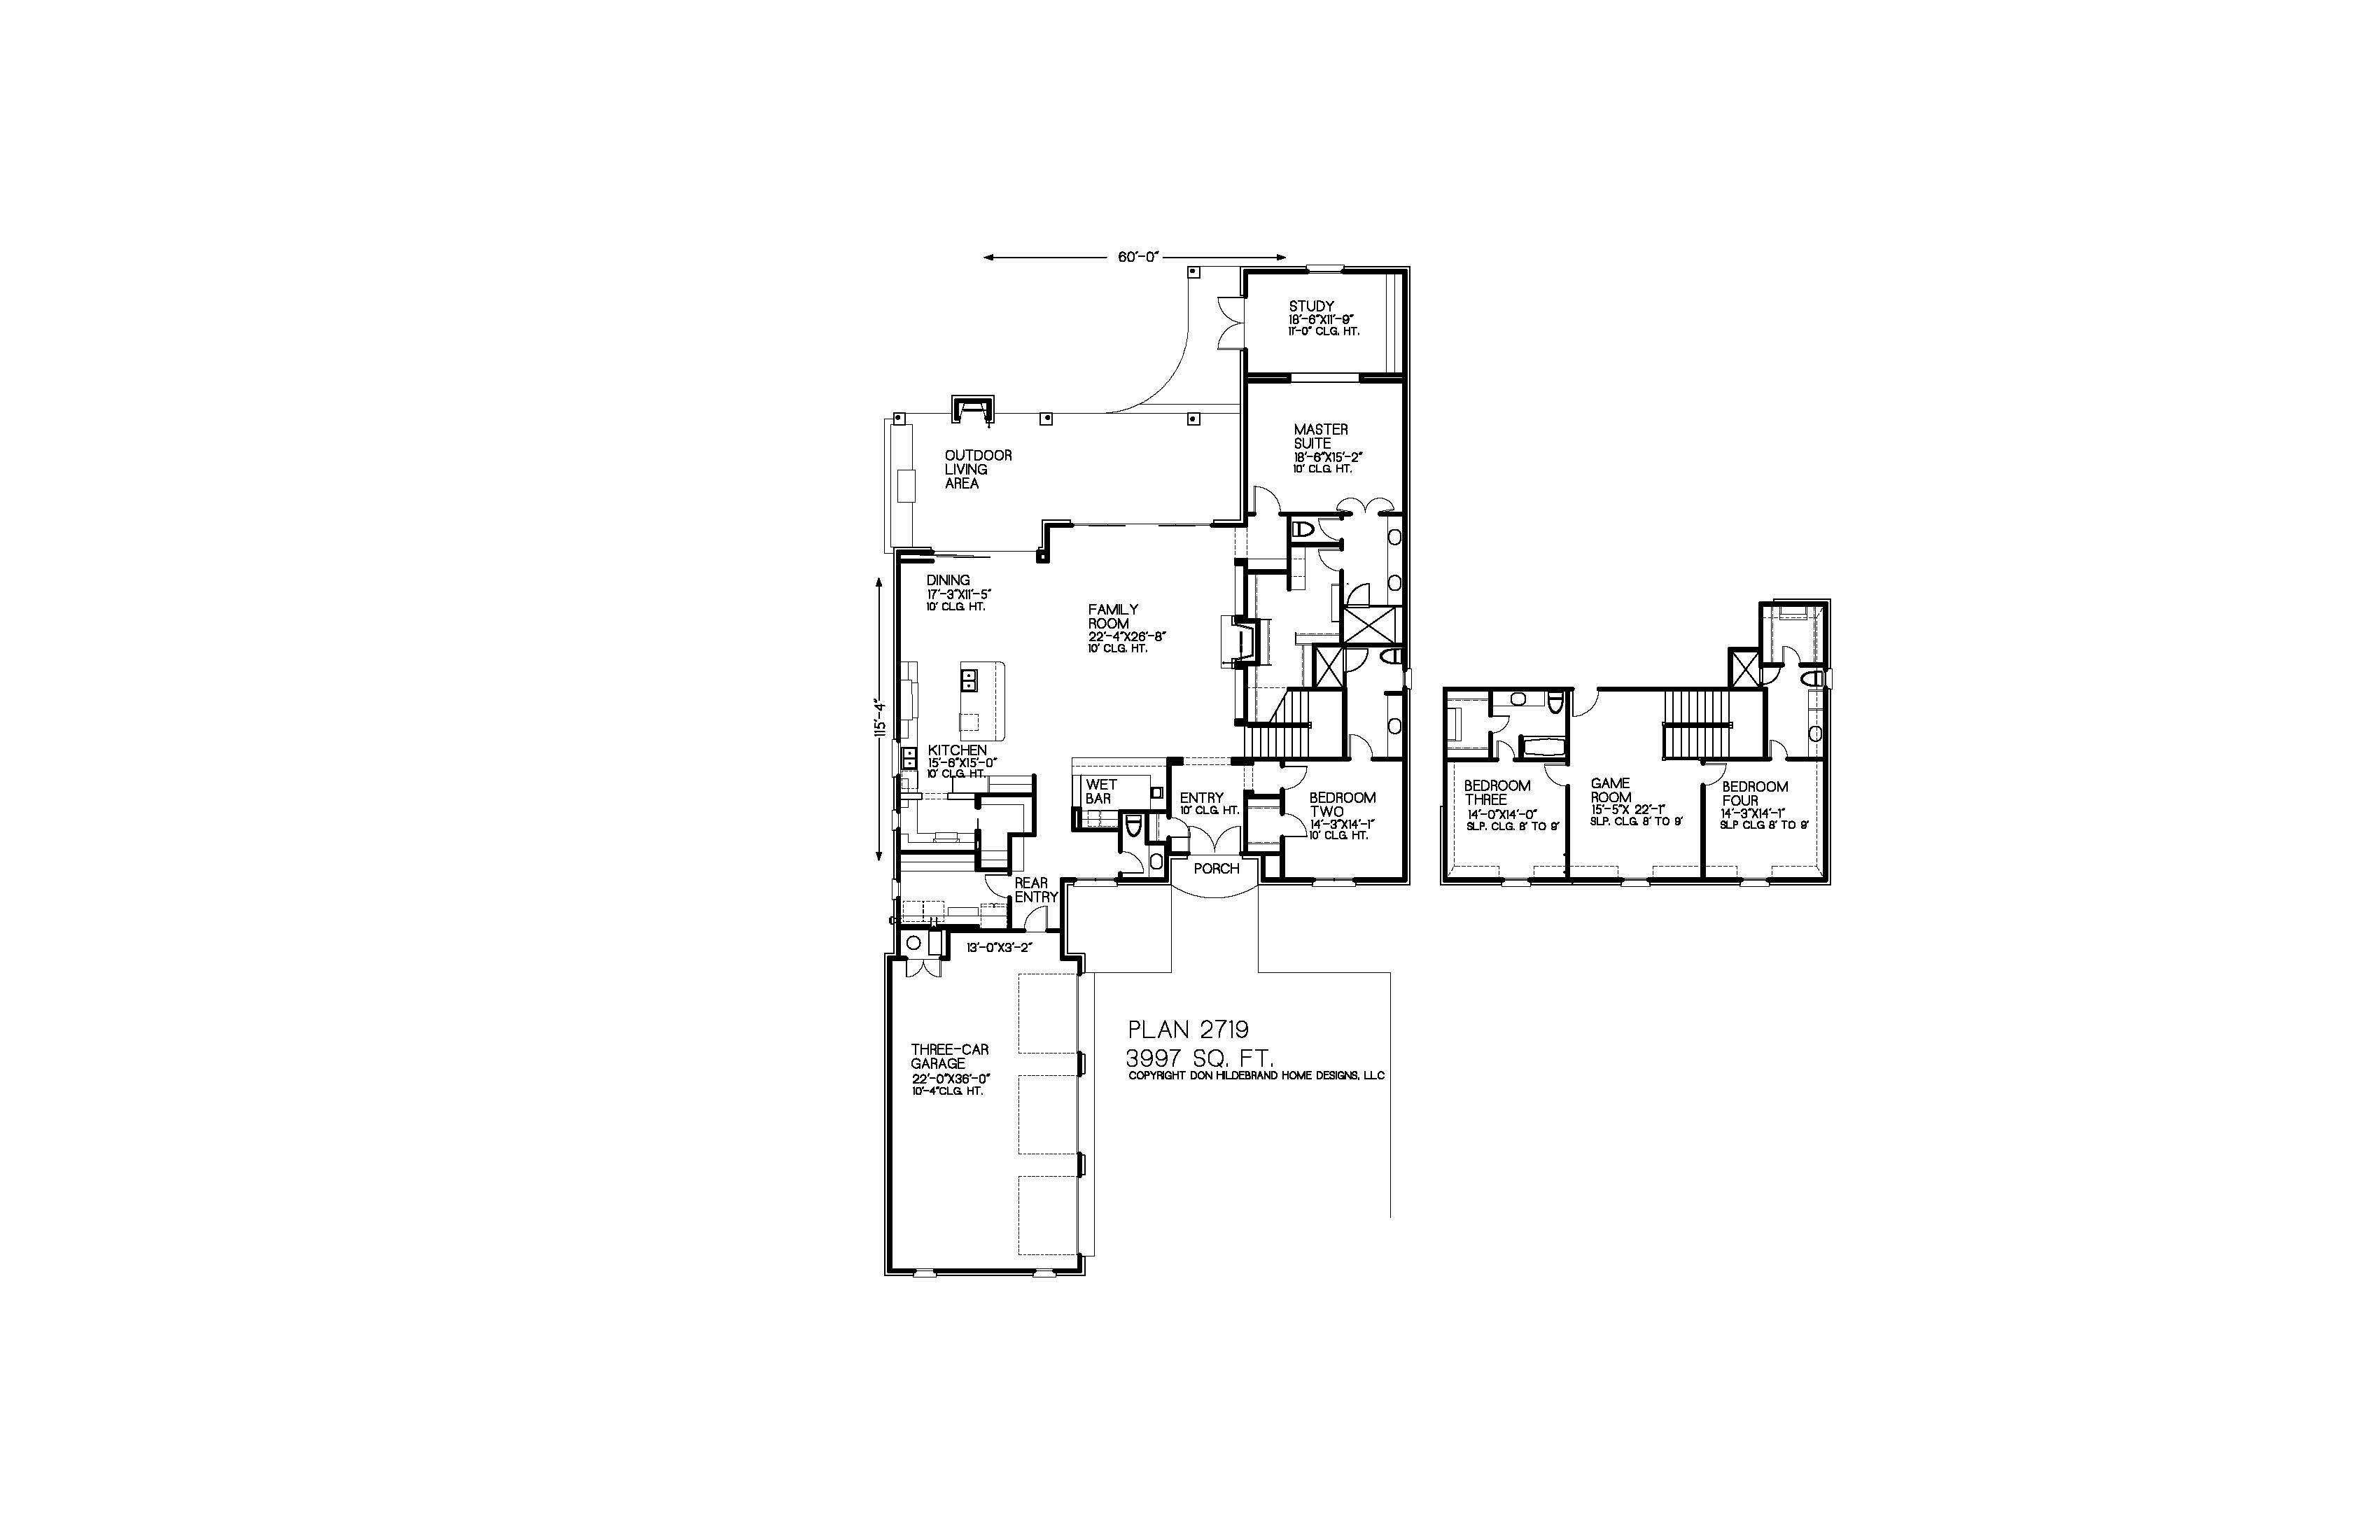 60'-0"
STUDY
18'-6"X11'-9"
11'-0" CLG. HT.
MASTER
SUITE
18'-6"X15'-2"
10' CLG. HT.
OUTDOOR
LIVING
AREA
DINING
17'-3"X11'-5"
10' CLG. HT.
FAMILY
ROOM
22'-4"X26'-8"
10' CLG. HT.
115'-4"
KITCHEN
15'-6"X15'-0"
10' CLG. HT.
WET
BAR
ENTRY
10' CLG. HT.
BEDROOM
TWO
14'-3"X14'-1"
10' CLG. HT.
PORCH
REAR
ENTRY
13'-0"X3'-2"
THREE-CAR
GARAGE
22'-0"X36'-0"
10'-4"CLG. HT.
PLAN 2719
3997 SQ. FT.
COPYRIGHT DON HILDEBRAND HOME DESIGNS, LLC
BEDROOM
THREE
14'-0"X14'-0"
SLP. CLG. 8' TO 9'
GAME
ROOM
15'-5"X 22'-1"
SLP. CLG. 8' TO 9'
BEDROOM
FOUR
14'-3"X14'-1"
SLP CLG 8' TO 9'